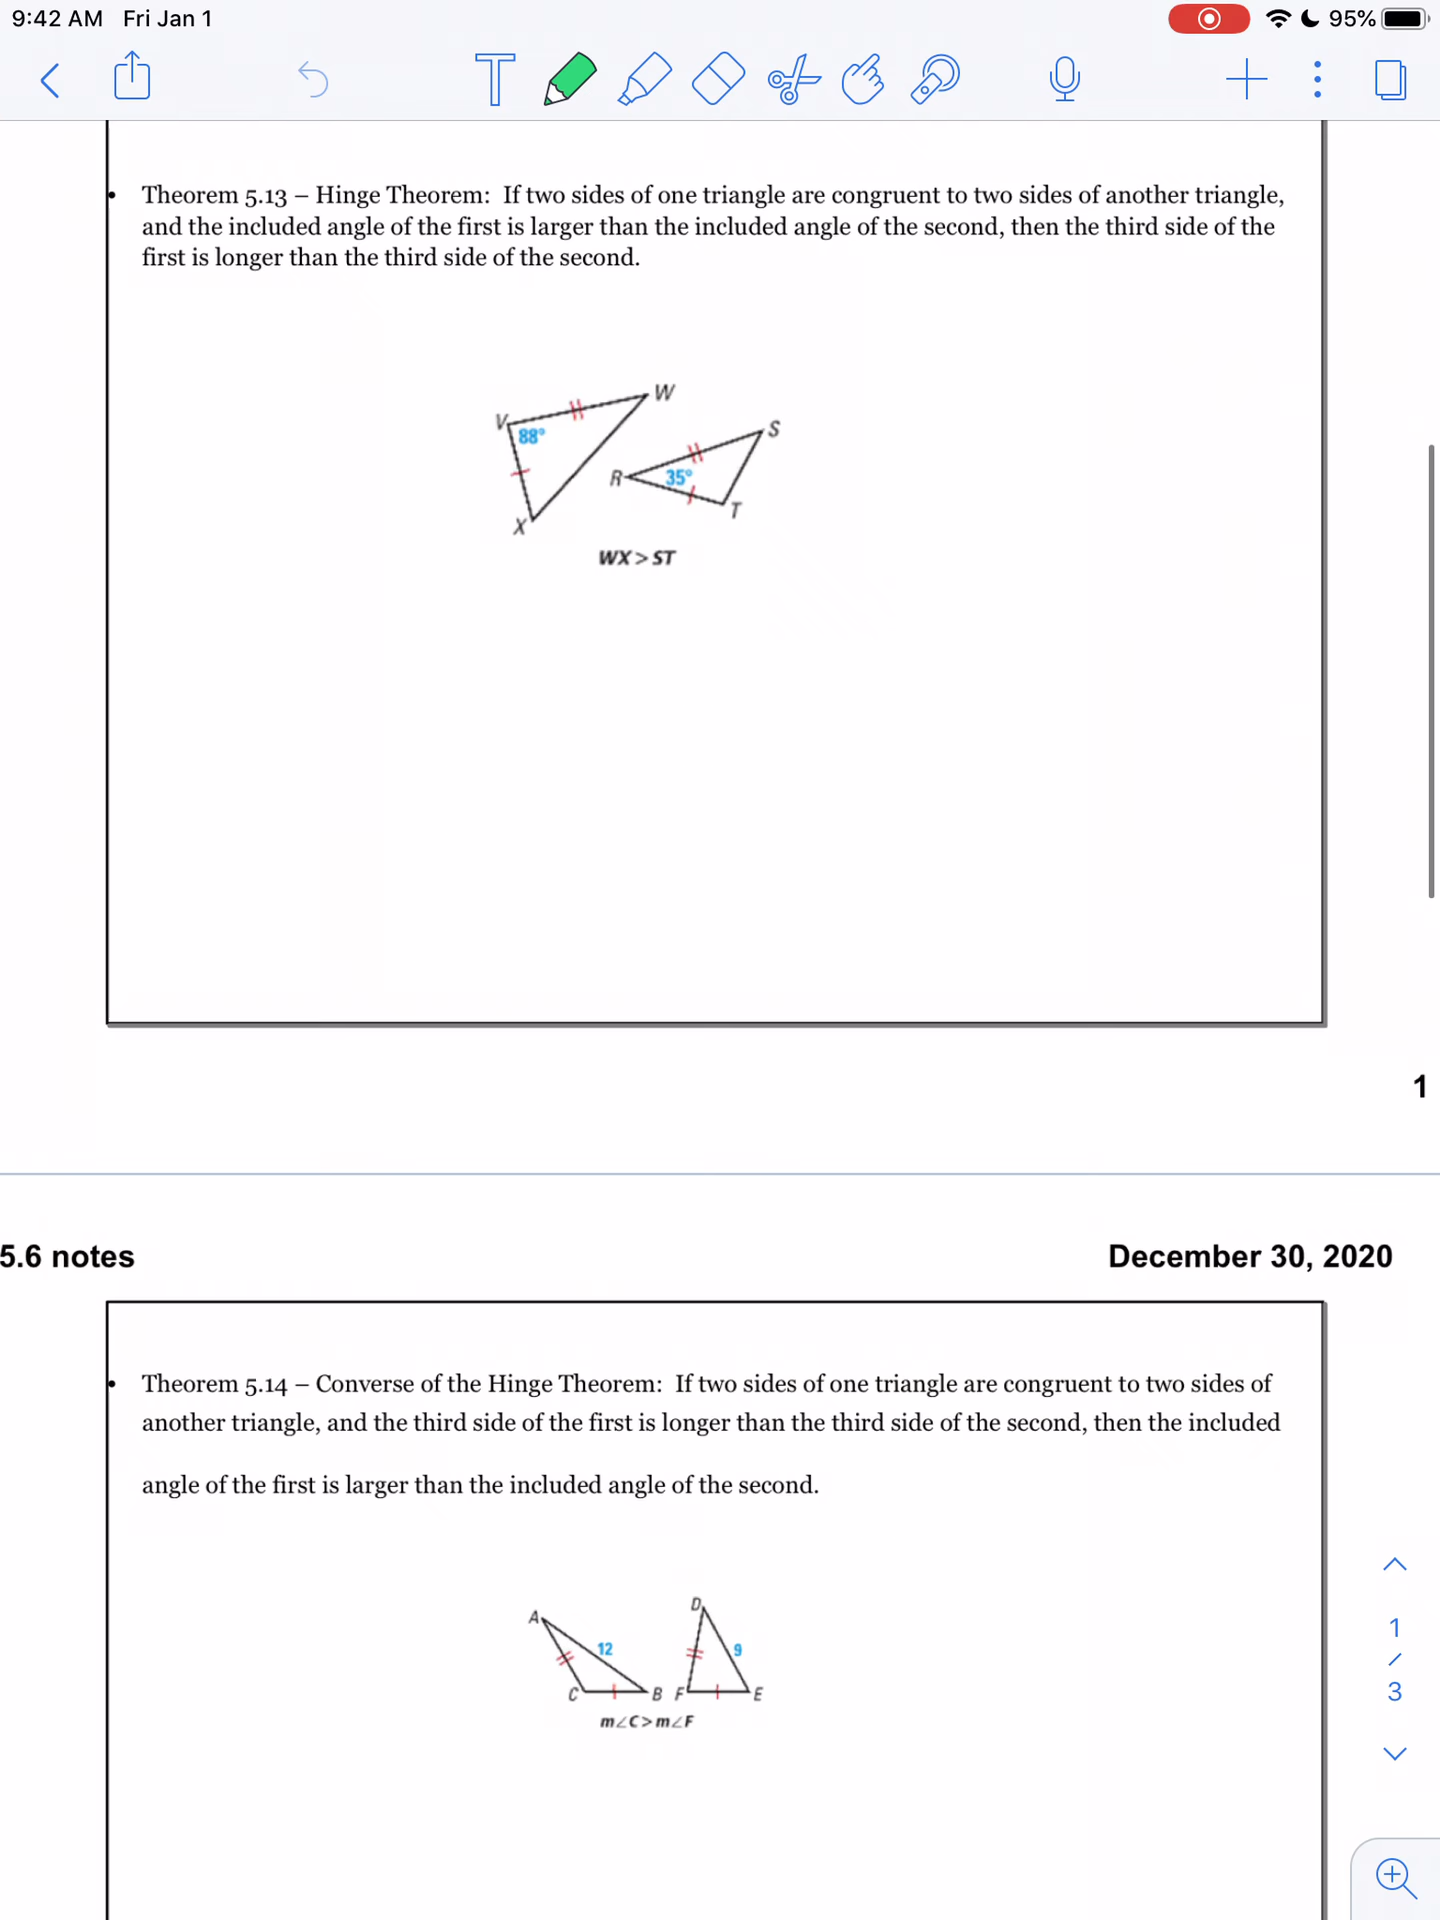 9:42 AM Fri Jan 1
95%
T
• Theorem 5.13 – Hinge Theorem: If two sides of one triangle are congruent to two sides of another triangle,
and the included angle of the first is larger than the included angle of the second, then the third side of the
first is longer than the third side of the second.
W
V
88°
S
R
35°
T
X
WX > ST
1
5.6 notes
December 30, 2020
• Theorem 5.14 – Converse of the Hinge Theorem: If two sides of one triangle are congruent to two sides of
another triangle, and the third side of the first is longer than the third side of the second, then the included
angle of the first is larger than the included angle of the second.
A
D
12
9
C
B
F
E
m∠C > m∠F
1
/
3